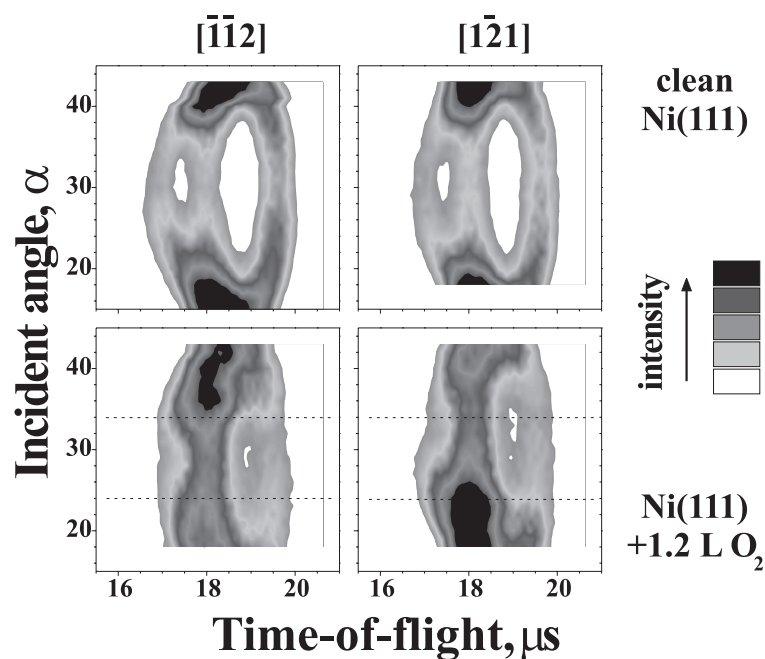 [1̄1̄2] [12̄1]
clean
Ni(111)
40
30
20
Incident angle, α
intensity
40
30
20
Ni(111)
+1.2 L O₂
16 18 20 16 18 20
Time-of-flight, μs